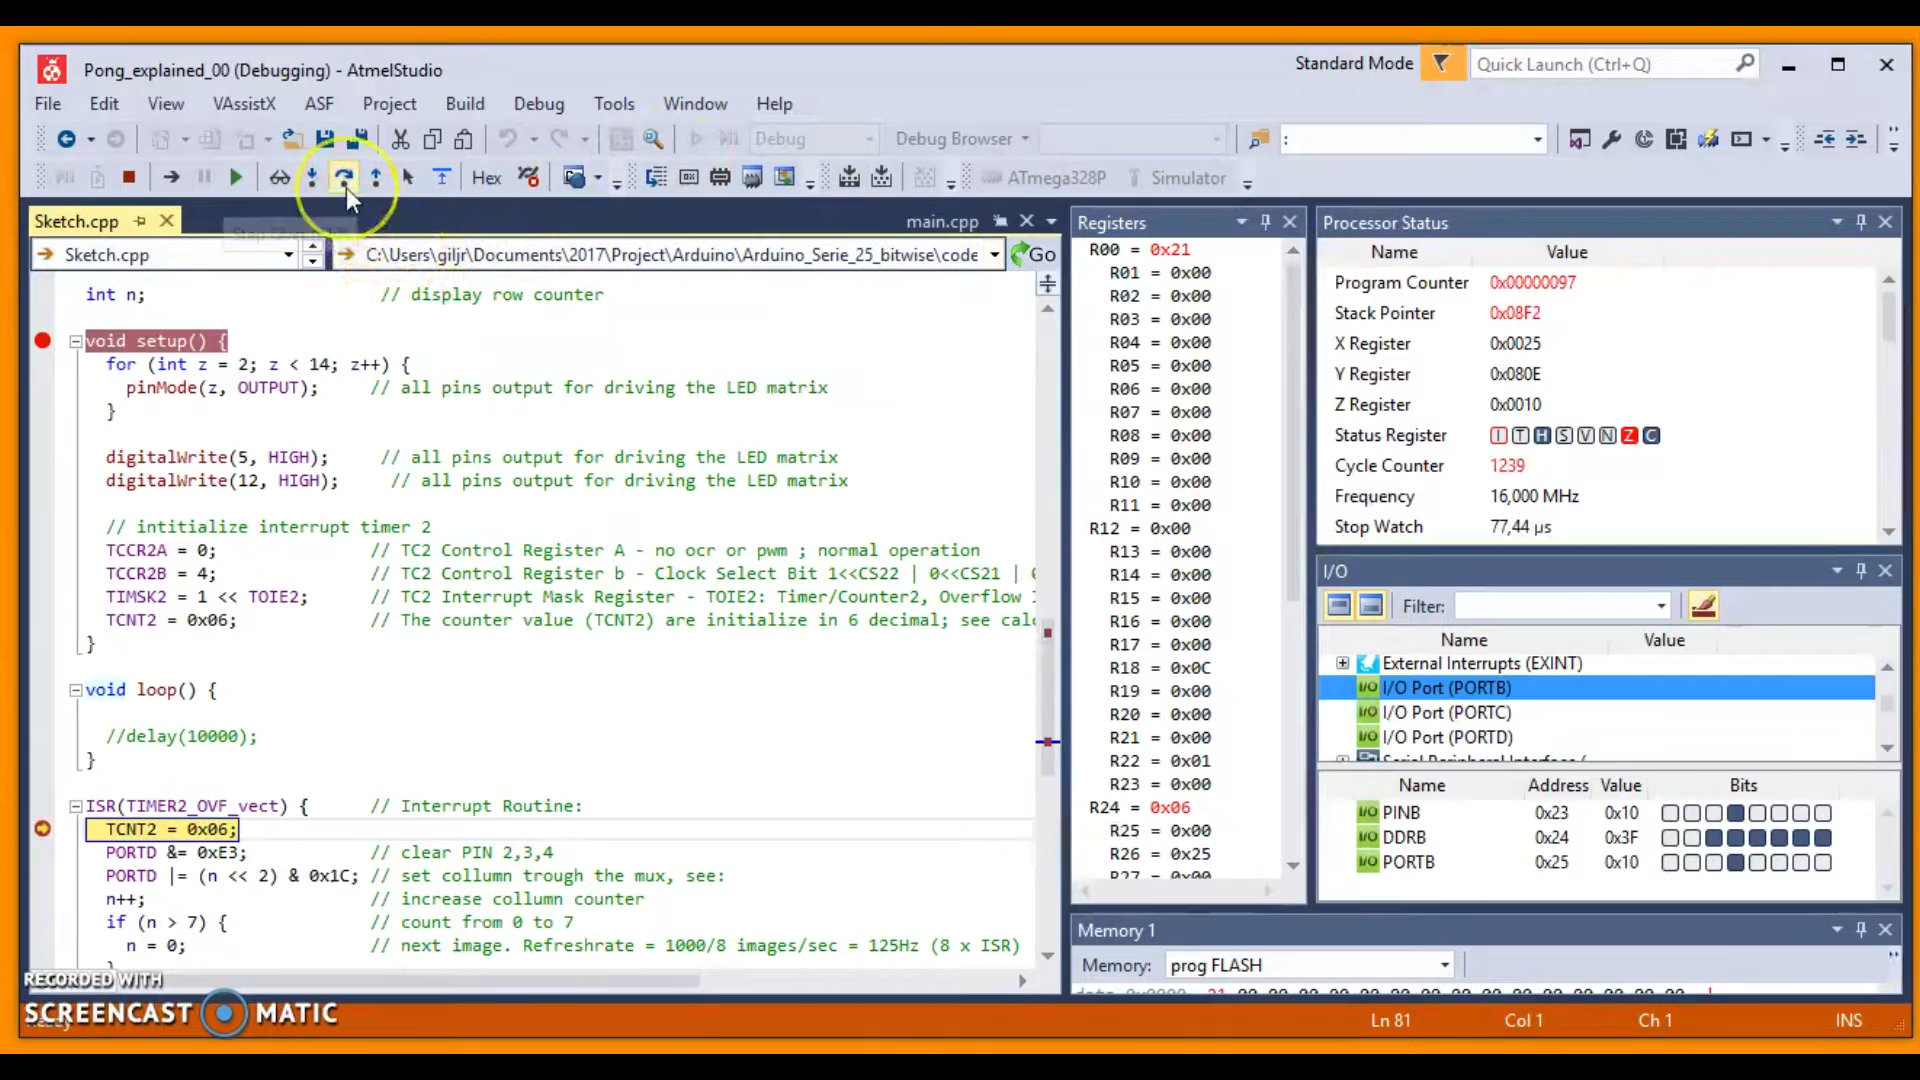 Pong_explained_00 (Debugging) - AtmelStudio
Standard Mode
Quick Launch (Ctrl+Q)
File Edit View VAssistX ASF Project Build Debug Tools Window Help
Debug
Debug Browser
:
Hex
ATmega328P
Simulator
Sketch.cpp
main.cpp
Sketch.cpp
C:\Users\giljr\Documents\2017\Project\Arduino\Arduino_Serie_25_bitwise\code
Go
int n; // display row counter
void setup() {
for (int z = 2; z < 14; z++) {
pinMode(z, OUTPUT); // all pins output for driving the LED matrix
}
digitalWrite(5, HIGH); // all pins output for driving the LED matrix
digitalWrite(12, HIGH); // all pins output for driving the LED matrix
// intitialize interrupt timer 2
TCCR2A = 0; // TC2 Control Register A - no ocr or pwm ; normal operation
TCCR2B = 4; // TC2 Control Register b - Clock Select Bit 1<<CS22 | 0<<CS21 |
TIMSK2 = 1 << TOIE2; // TC2 Interrupt Mask Register - TOIE2: Timer/Counter2, Overflow
TCNT2 = 0x06; // The counter value (TCNT2) are initialize in 6 decimal; see calc
}
void loop() {
//delay(10000);
}
ISR(TIMER2_OVF_vect) { // Interrupt Routine:
TCNT2 = 0x06;
PORTD &= 0xE3; // clear PIN 2,3,4
PORTD |= (n << 2) & 0x1C; // set collumn trough the mux, see:
n++; // increase collumn counter
if (n > 7) { // count from 0 to 7
n = 0; // next image. Refreshrate = 1000/8 images/sec = 125Hz (8 x ISR)
}
Registers
R00 = 0x21
R01 = 0x00
R02 = 0x00
R03 = 0x00
R04 = 0x00
R05 = 0x00
R06 = 0x00
R07 = 0x00
R08 = 0x00
R09 = 0x00
R10 = 0x00
R11 = 0x00
R12 = 0x00
R13 = 0x00
R14 = 0x00
R15 = 0x00
R16 = 0x00
R17 = 0x00
R18 = 0x0C
R19 = 0x00
R20 = 0x00
R21 = 0x00
R22 = 0x01
R23 = 0x00
R24 = 0x06
R25 = 0x00
R26 = 0x25
R27 = 0x00
Processor Status
Name Value
Program Counter 0x00000097
Stack Pointer 0x08F2
X Register 0x0025
Y Register 0x080E
Z Register 0x0010
Status Register I T H S V N Z C
Cycle Counter 1239
Frequency 16,000 MHz
Stop Watch 77,44 µs
I/O
Filter:
Name Value
External Interrupts (EXINT)
I/O I/O Port (PORTB)
I/O I/O Port (PORTC)
I/O I/O Port (PORTD)
Serial Peripheral Interface (
Name Address Value Bits
I/O PINB 0x23 0x10
I/O DDRB 0x24 0x3F
I/O PORTB 0x25 0x10
Memory 1
Memory: prog FLASH
RECORDED WITH
SCREENCAST MATIC
Ln 81 Col 1 Ch 1 INS